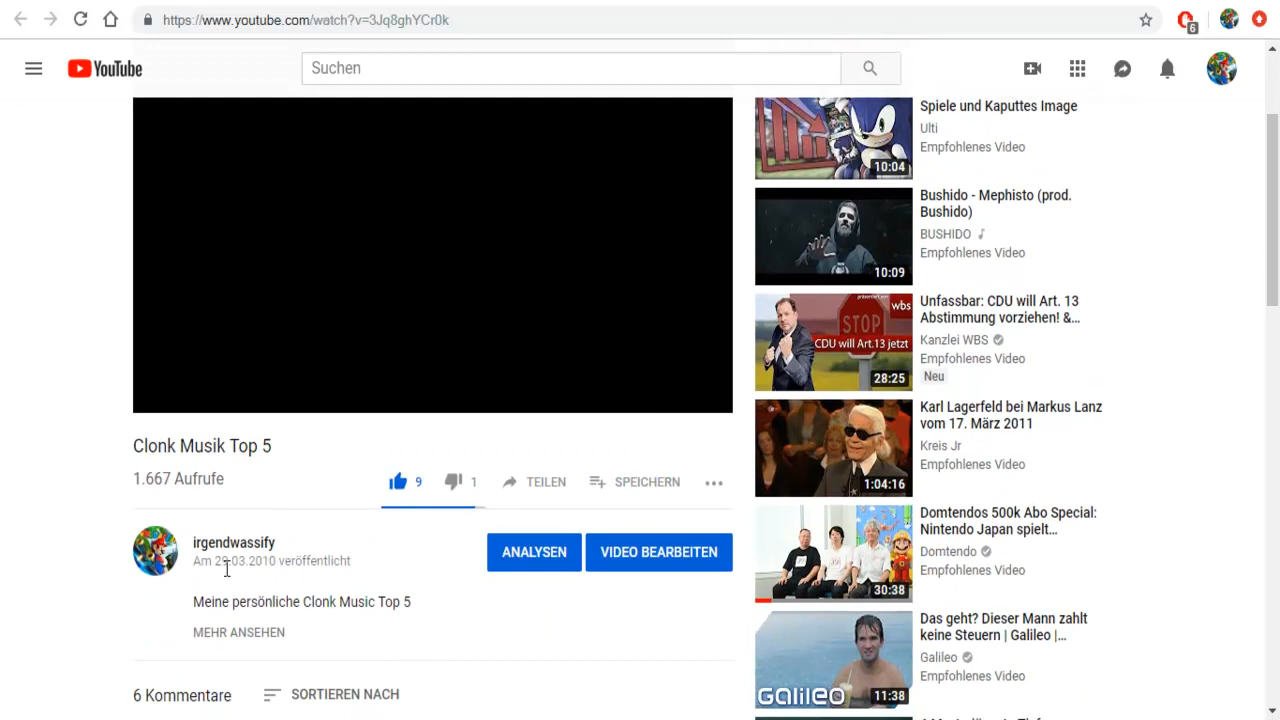 https://www.youtube.com/watch?v=3Jq8ghYCr0k
6
YouTube
Suchen
Clonk Musik Top 5
1.667 Aufrufe
9
1
TEILEN
SPEICHERN
irgendwassify
Am 29.03.2010 veröffentlicht
ANALYSEN
VIDEO BEARBEITEN
Meine persönliche Clonk Music Top 5
MEHR ANSEHEN
6 Kommentare
SORTIEREN NACH
10:04
Spiele und Kaputtes Image
Ulti
Empfohlenes Video
10:09
Bushido - Mephisto (prod.
Bushido)
BUSHIDO
Empfohlenes Video
präsentiert von
wbs
STOP
CDU will Art.13 jetzt
28:25
Unfassbar: CDU will Art. 13
Abstimmung vorziehen! &…
Kanzlei WBS
Empfohlenes Video
Neu
1:04:16
Karl Lagerfeld bei Markus Lanz
vom 17. März 2011
Kreis Jr
Empfohlenes Video
30:38
Domtendos 500k Abo Special:
Nintendo Japan spielt…
Domtendo
Empfohlenes Video
Galileo
11:38
Das geht? Dieser Mann zahlt
keine Steuern | Galileo |…
Galileo
Empfohlenes Video